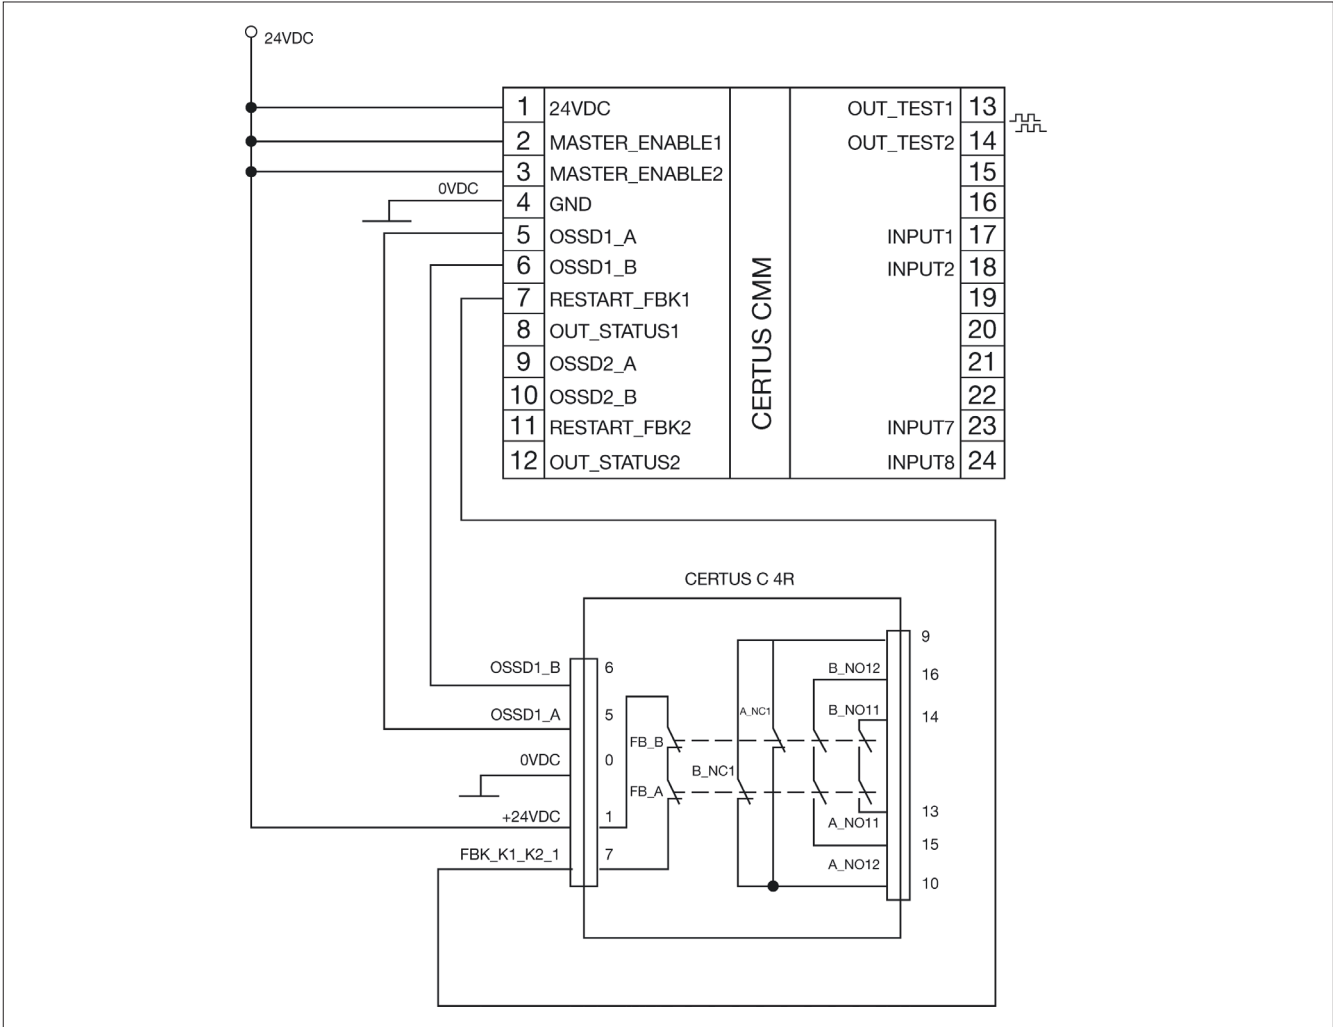 24VDC
1 24VDC
2 MASTER_ENABLE1
3 MASTER_ENABLE2
0VDC
4 GND
5 OSSD1_A
6 OSSD1_B
7 RESTART_FBK1
8 OUT_STATUS1
9 OSSD2_A
10 OSSD2_B
11 RESTART_FBK2
12 OUT_STATUS2
CERTUS CMM
OUT_TEST1 13
OUT_TEST2 14
15
16
INPUT1 17
INPUT2 18
19
20
21
22
INPUT7 23
INPUT8 24
CERTUS C 4R
OSSD1_B 6
OSSD1_A 5
0VDC 0
+24VDC 1
FBK_K1_K2_1 7
FB_B
FB_A
B_NC1
A_NC1
9
B_NO12 16
B_NO11 14
13
A_NO11
15
A_NO12
10